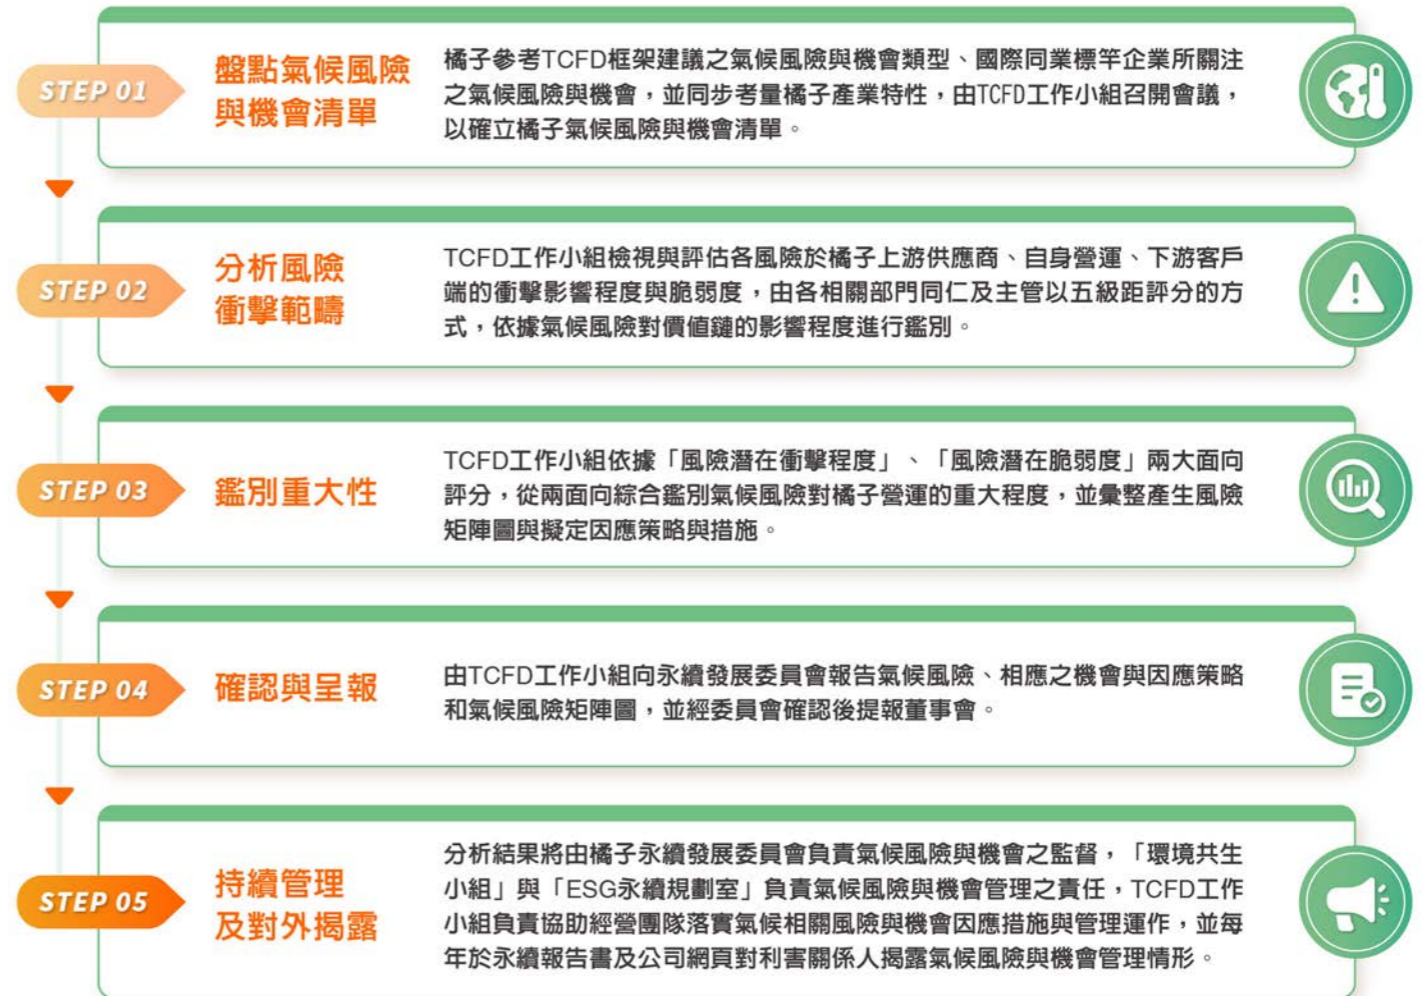 STEP 01
盤點氣候風險
與機會清單
橘子參考TCFD框架建議之氣候風險與機會類型、國際同業標竿企業所關注
之氣候風險與機會，並同步考量橘子產業特性，由TCFD工作小組召開會議，
以確立橘子氣候風險與機會清單。
STEP 02
分析風險
衝擊範疇
TCFD工作小組檢視與評估各風險於橘子上游供應商、自身營運、下游客戶
端的衝擊影響程度與脆弱度，由各相關部門同仁及主管以五級距評分的方
式，依據氣候風險對價值鏈的影響程度進行鑑別。
STEP 03
鑑別重大性
TCFD工作小組依據「風險潛在衝擊程度」、「風險潛在脆弱度」兩大面向
評分，從兩面向綜合鑑別氣候風險對橘子營運的重大程度，並彙整產生風險
矩陣圖與擬定因應策略與措施。
STEP 04
確認與呈報
由TCFD工作小組向永續發展委員會報告氣候風險、相應之機會與因應策略
和氣候風險矩陣圖，並經委員會確認後提報董事會。
STEP 05
持續管理
及對外揭露
分析結果將由橘子永續發展委員會負責氣候風險與機會之監督，「環境共生
小組」與「ESG永續規劃室」負責氣候風險與機會管理之責任，TCFD工作
小組負責協助經營團隊落實氣候相關風險與機會因應措施與管理運作，並每
年於永續報告書及公司網頁對利害關係人揭露氣候風險與機會管理情形。